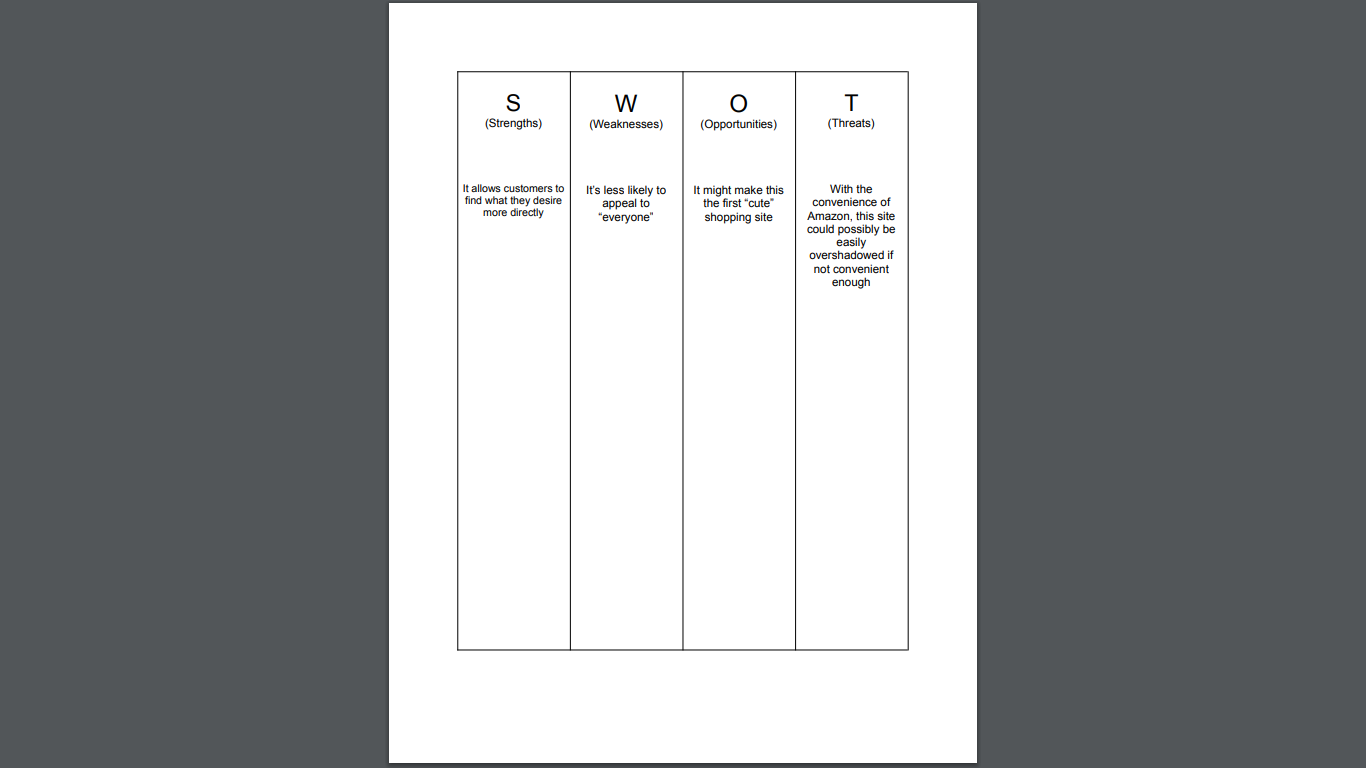 S
(Strengths)
It allows customers to
find what they desire
more directly
W
(Weaknesses)
It’s less likely to
appeal to
“everyone”
O
(Opportunities)
It might make this
the first “cute”
shopping site
T
(Threats)
With the
convenience of
Amazon, this site
could possibly be
easily
overshadowed if
not convenient
enough